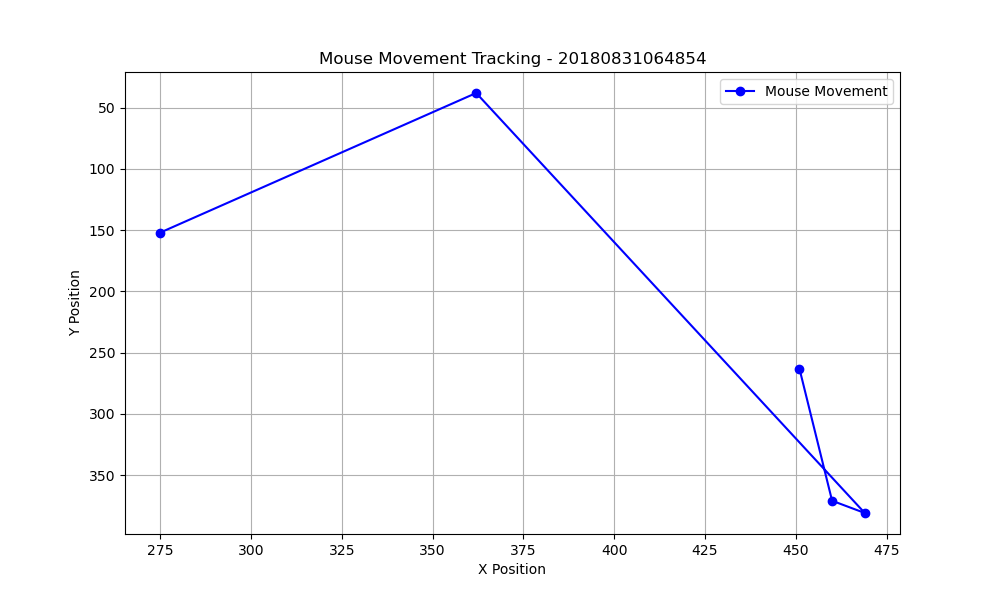 Mouse Movement Tracking - 20180831064854
Mouse Movement
50
100
150
200
250
300
350
Y Position
275 300 325 350 375 400 425 450 475
X Position